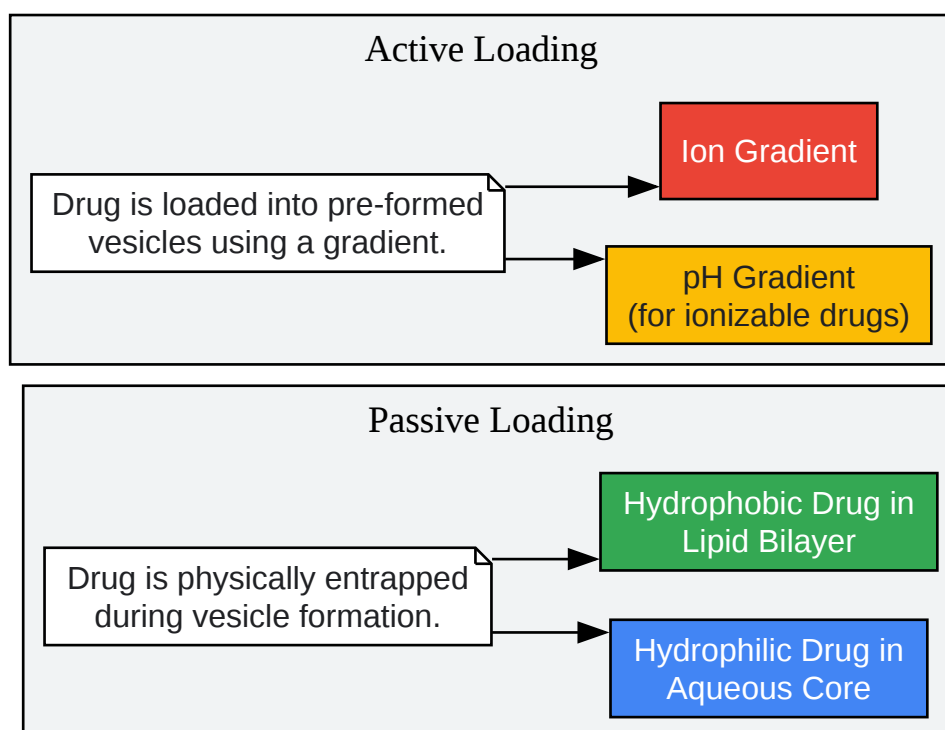 Active Loading
Drug is loaded into pre-formed
vesicles using a gradient.
Ion Gradient
pH Gradient
(for ionizable drugs)
Passive Loading
Drug is physically entrapped
during vesicle formation.
Hydrophobic Drug in
Lipid Bilayer
Hydrophilic Drug in
Aqueous Core